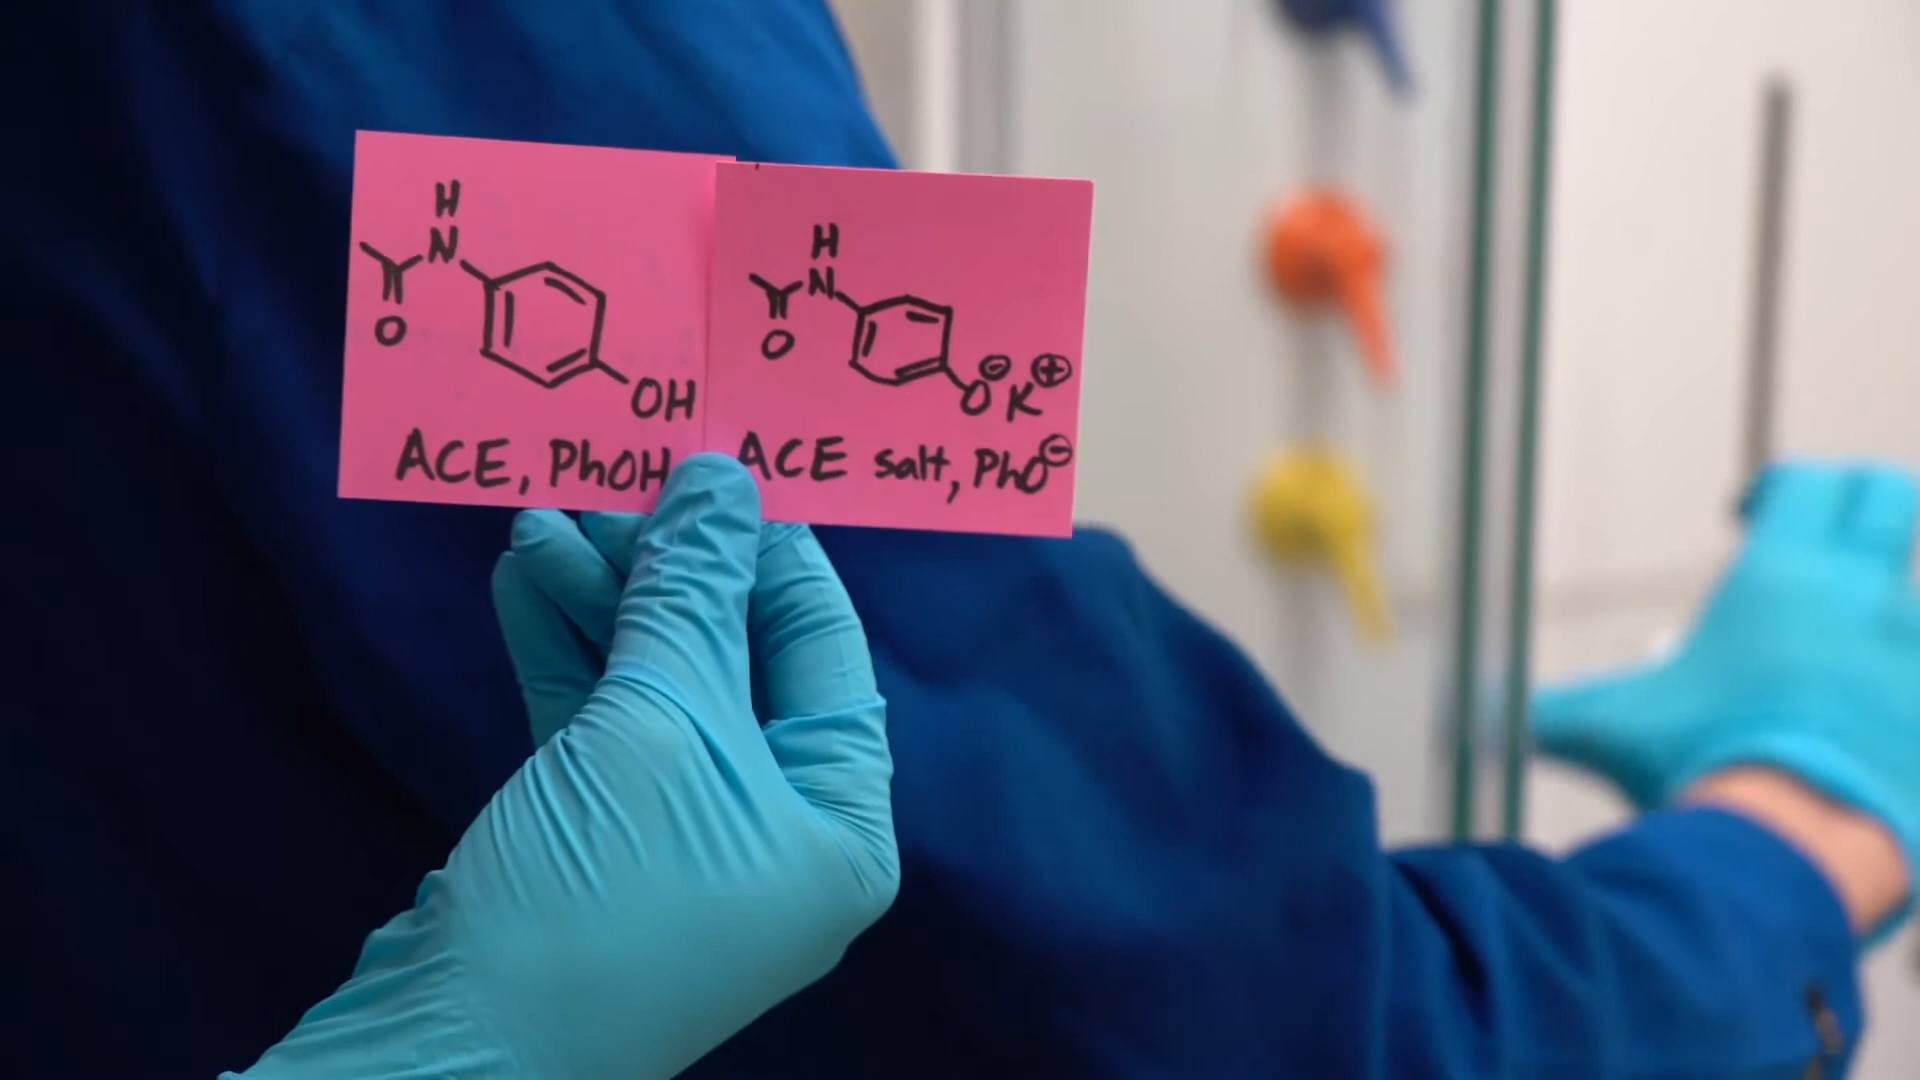 H
N
O
OH
ACE, PhOH
H
N
O
O⊖ K⊕
ACE salt, PhO⊖